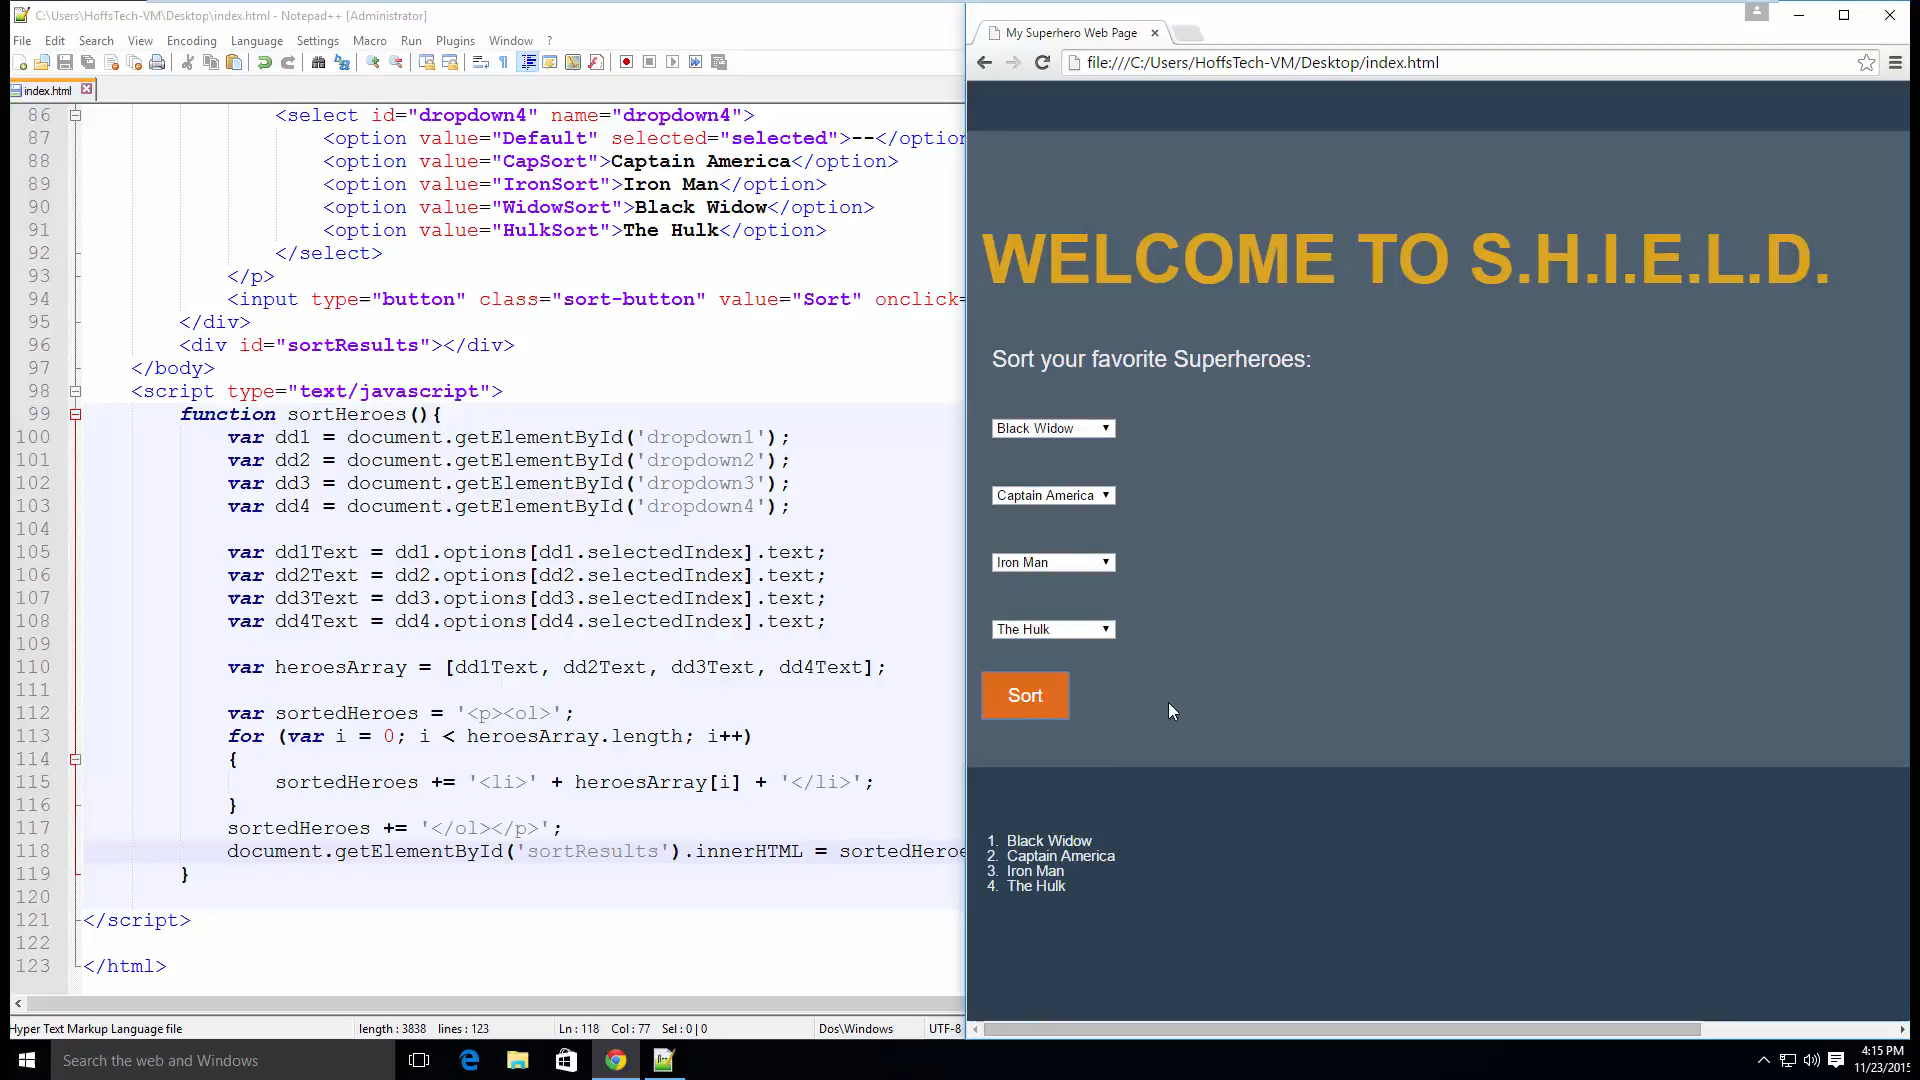 C:\Users\HoffsTech-VM\Desktop\index.html - Notepad++ [Administrator]
File Edit Search View Encoding Language Settings Macro Run Plugins Window ?
index.html
86 <select id="dropdown4" name="dropdown4">
87 <option value="Default" selected="selected">--</option
88 <option value="CapSort">Captain America</option>
89 <option value="IronSort">Iron Man</option>
90 <option value="WidowSort">Black Widow</option>
91 <option value="HulkSort">The Hulk</option>
92 </select>
93 </p>
94 <input type="button" class="sort-button" value="Sort" onclick=
95 </div>
96 <div id="sortResults"></div>
97 </body>
98 <script type="text/javascript">
99 function sortHeroes(){
100 var dd1 = document.getElementById('dropdown1');
101 var dd2 = document.getElementById('dropdown2');
102 var dd3 = document.getElementById('dropdown3');
103 var dd4 = document.getElementById('dropdown4');
104
105 var dd1Text = dd1.options[dd1.selectedIndex].text;
106 var dd2Text = dd2.options[dd2.selectedIndex].text;
107 var dd3Text = dd3.options[dd3.selectedIndex].text;
108 var dd4Text = dd4.options[dd4.selectedIndex].text;
109
110 var heroesArray = [dd1Text, dd2Text, dd3Text, dd4Text];
111
112 var sortedHeroes = '<p><ol>';
113 for (var i = 0; i < heroesArray.length; i++)
114 {
115 sortedHeroes += '<li>' + heroesArray[i] + '</li>';
116 }
117 sortedHeroes += '</ol></p>';
118 document.getElementById('sortResults').innerHTML = sortedHeroe
119 }
120
121 </script>
122
123 </html>
Hyper Text Markup Language file length : 3838 lines : 123 Ln : 118 Col : 77 Sel : 0 | 0 Dos\Windows UTF-8
My Superhero Web Page
file:///C:/Users/HoffsTech-VM/Desktop/index.html
WELCOME TO S.H.I.E.L.D.
Sort your favorite Superheroes:
Black Widow
Captain America
Iron Man
The Hulk
Sort
1. Black Widow
2. Captain America
3. Iron Man
4. The Hulk
Search the web and Windows
4:15 PM
11/23/2015